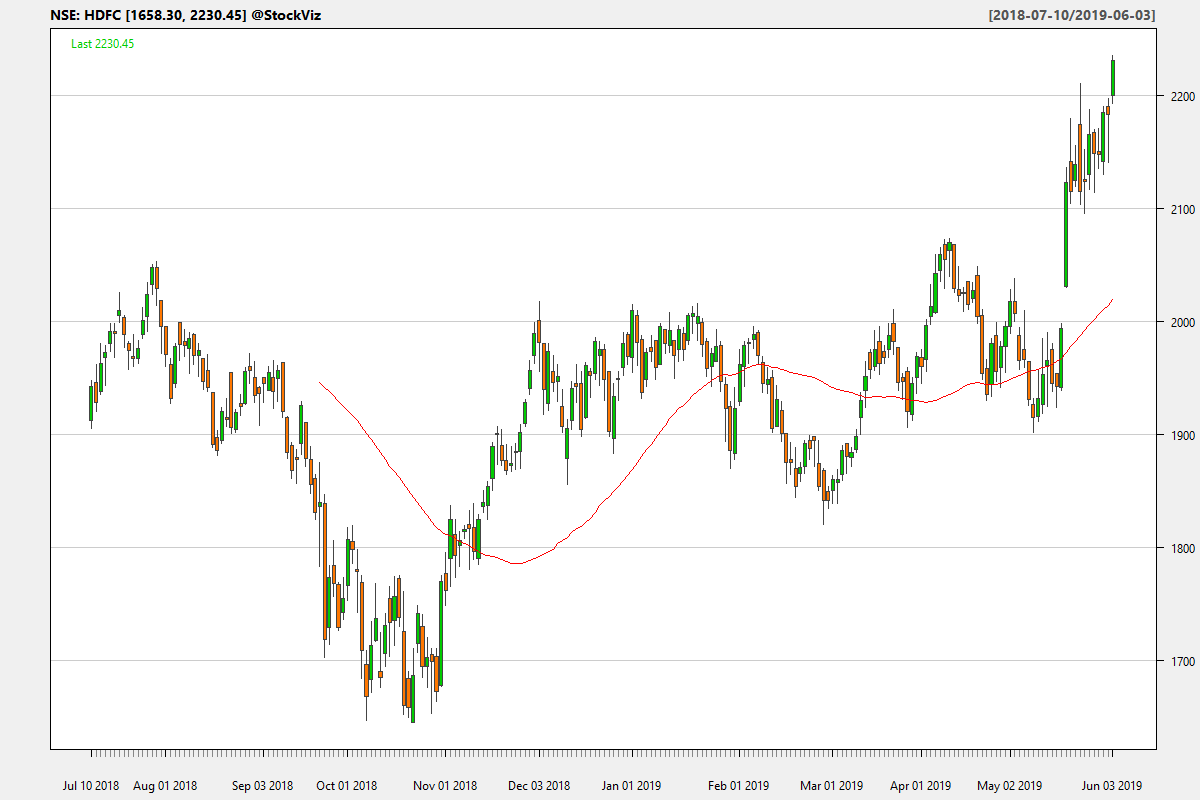 NSE: HDFC [1658.30, 2230.45] @StockViz [2018-07-10/2019-06-03]
Last 2230.45
2200
2100
2000
1900
1800
1700
Jul 10 2018 Aug 01 2018 Sep 03 2018 Oct 01 2018 Nov 01 2018 Dec 03 2018 Jan 01 2019 Feb 01 2019 Mar 01 2019 Apr 01 2019 May 02 2019 Jun 03 2019